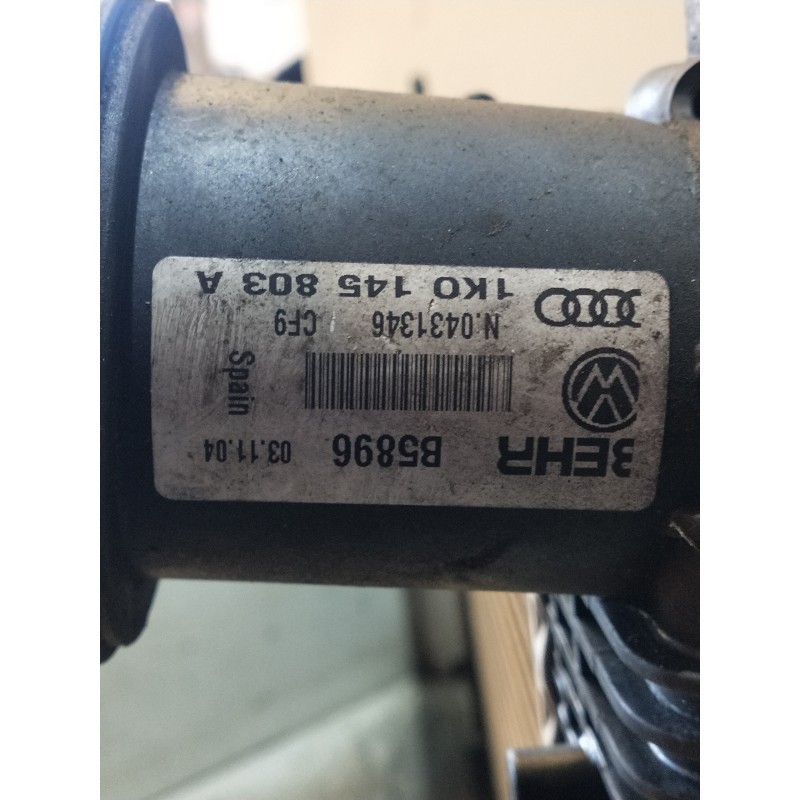 BEHR B5896 03.11.04
Spain
N.0431346 CF9
1K0 145 803 A